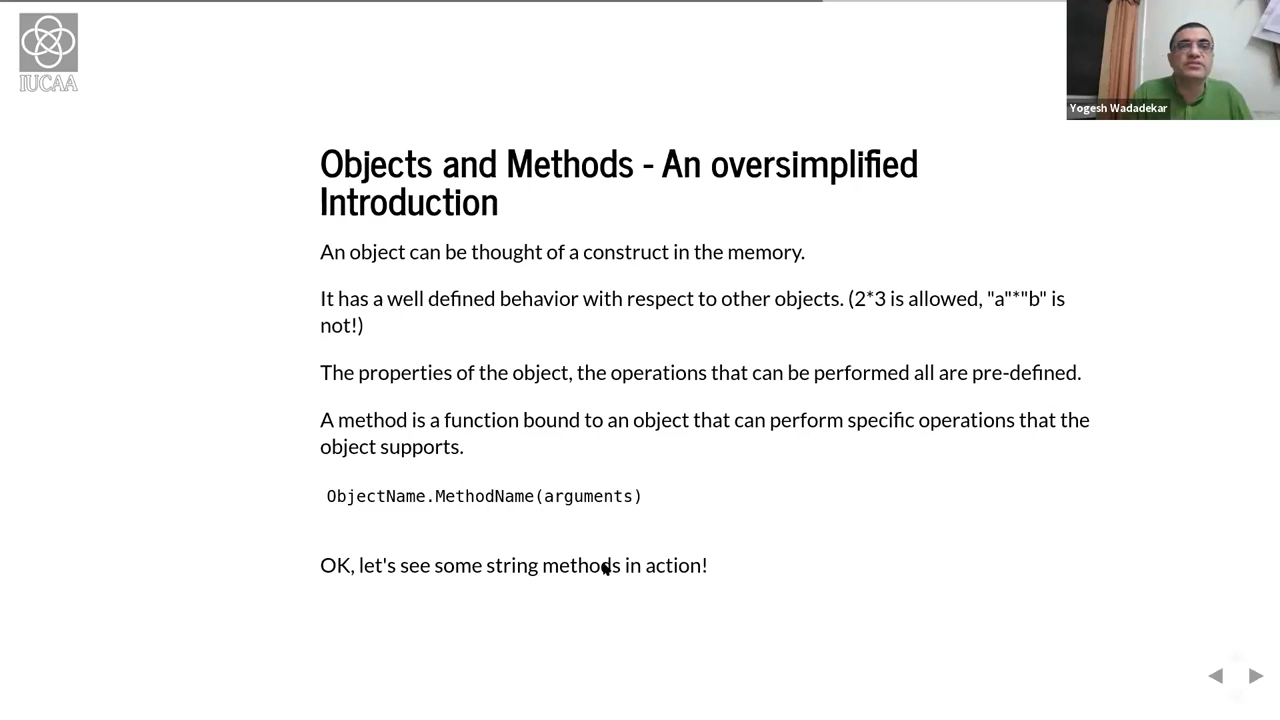 IUCAA
Yogesh Wadadekar
Objects and Methods - An oversimplified
Introduction
An object can be thought of a construct in the memory.
It has a well defined behavior with respect to other objects. (2*3 is allowed, "a"*"b" is
not!)
The properties of the object, the operations that can be performed all are pre-defined.
A method is a function bound to an object that can perform specific operations that the
object supports.
ObjectName.MethodName(arguments)
OK, let's see some string methods in action!